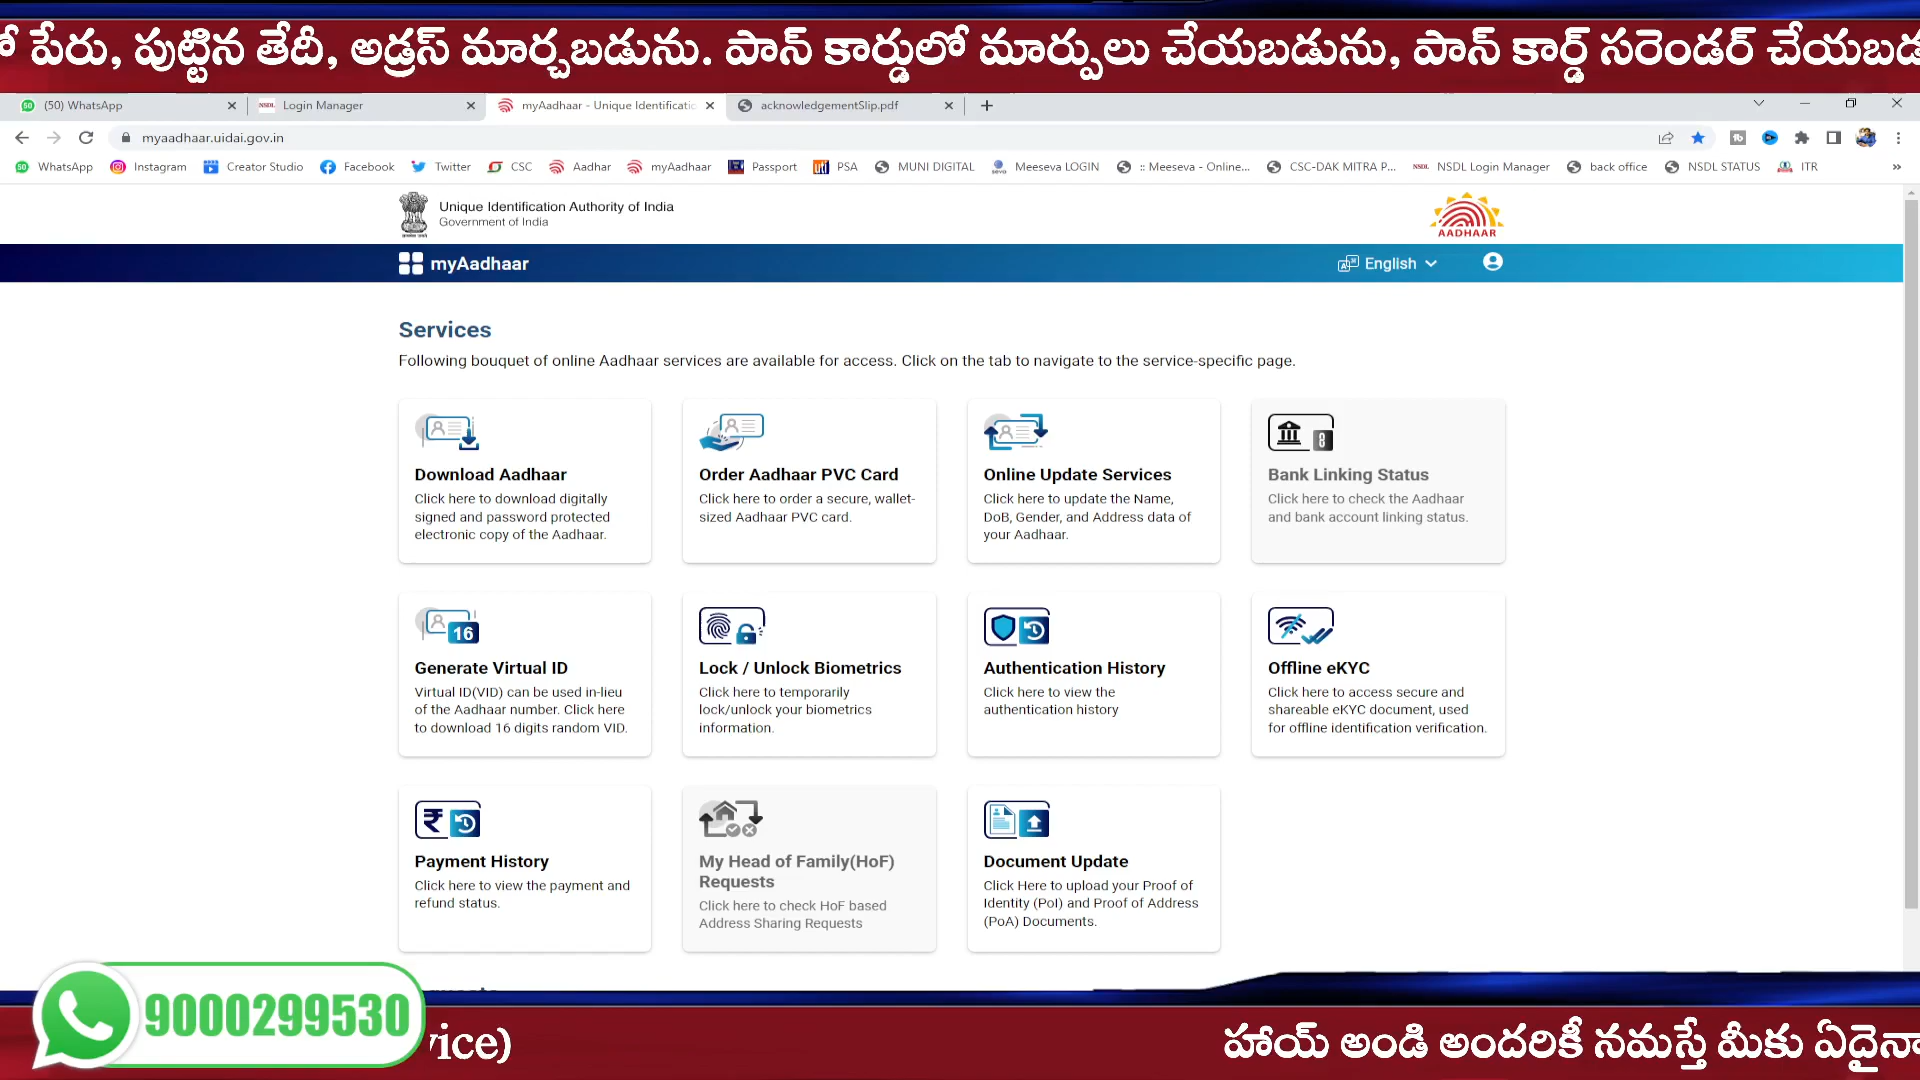 పేరు, పుట్టిన తేదీ, అడ్రస్ మార్చబడును. పాన్ కార్డులో మార్పులు చేయబడును, పాన్ కార్డ్ సరెండర్
(50) WhatsApp
NSDL Login Manager
myAadhaar - Unique Identificatic
acknowledgementSlip.pdf
myaadhaar.uidai.gov.in
WhatsApp Instagram Creator Studio Facebook Twitter CSC Aadhar myAadhaar Passport PSA MUNI DIGITAL Meeseva LOGIN :: Meeseva - Online... CSC-DAK MITRA P... NSDL NSDL Login Manager back office NSDL STATUS ITR
Unique Identification Authority of India
Government of India
AADHAAR
myAadhaar
English
Services
Following bouquet of online Aadhaar services are available for access. Click on the tab to navigate to the service-specific page.
Download Aadhaar
Click here to download digitally
signed and password protected
electronic copy of the Aadhaar.
Order Aadhaar PVC Card
Click here to order a secure, wallet-
sized Aadhaar PVC card.
Online Update Services
Click here to update the Name,
DoB, Gender, and Address data of
your Aadhaar.
Bank Linking Status
Click here to check the Aadhaar
and bank account linking status.
16
Generate Virtual ID
Virtual ID(VID) can be used in-lieu
of the Aadhaar number. Click here
to download 16 digits random VID.
Lock / Unlock Biometrics
Click here to temporarily
lock/unlock your biometrics
information.
Authentication History
Click here to view the
authentication history
Offline eKYC
Click here to access secure and
shareable eKYC document, used
for offline identification verification.
Payment History
Click here to view the payment and
refund status.
My Head of Family(HoF)
Requests
Click here to check HoF based
Address Sharing Requests
Document Update
Click Here to upload your Proof of
Identity (PoI) and Proof of Address
(PoA) Documents.
9000299530
vice)
హాయ్ అండి అందరికీ నమస్తే మీకు ఏదైనా